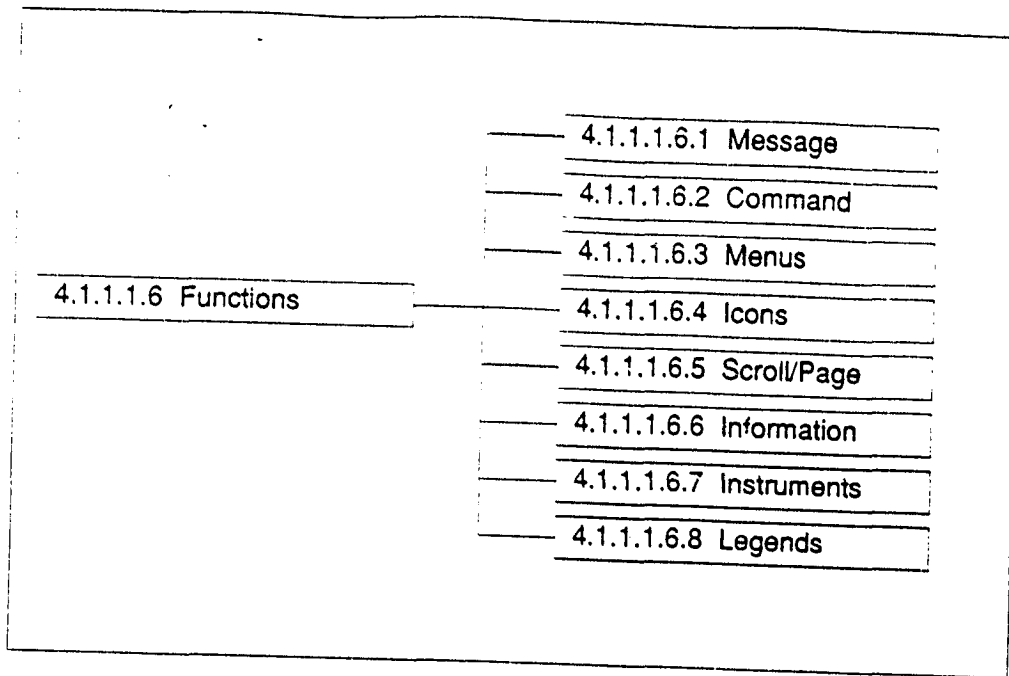 4.1.1.1.6.1 Message
4.1.1.1.6.2 Command
4.1.1.1.6.3 Menus
4.1.1.1.6 Functions
4.1.1.1.6.4 Icons
4.1.1.1.6.5 Scroll/Page
4.1.1.1.6.6 Information
4.1.1.1.6.7 Instruments
4.1.1.1.6.8 Legends